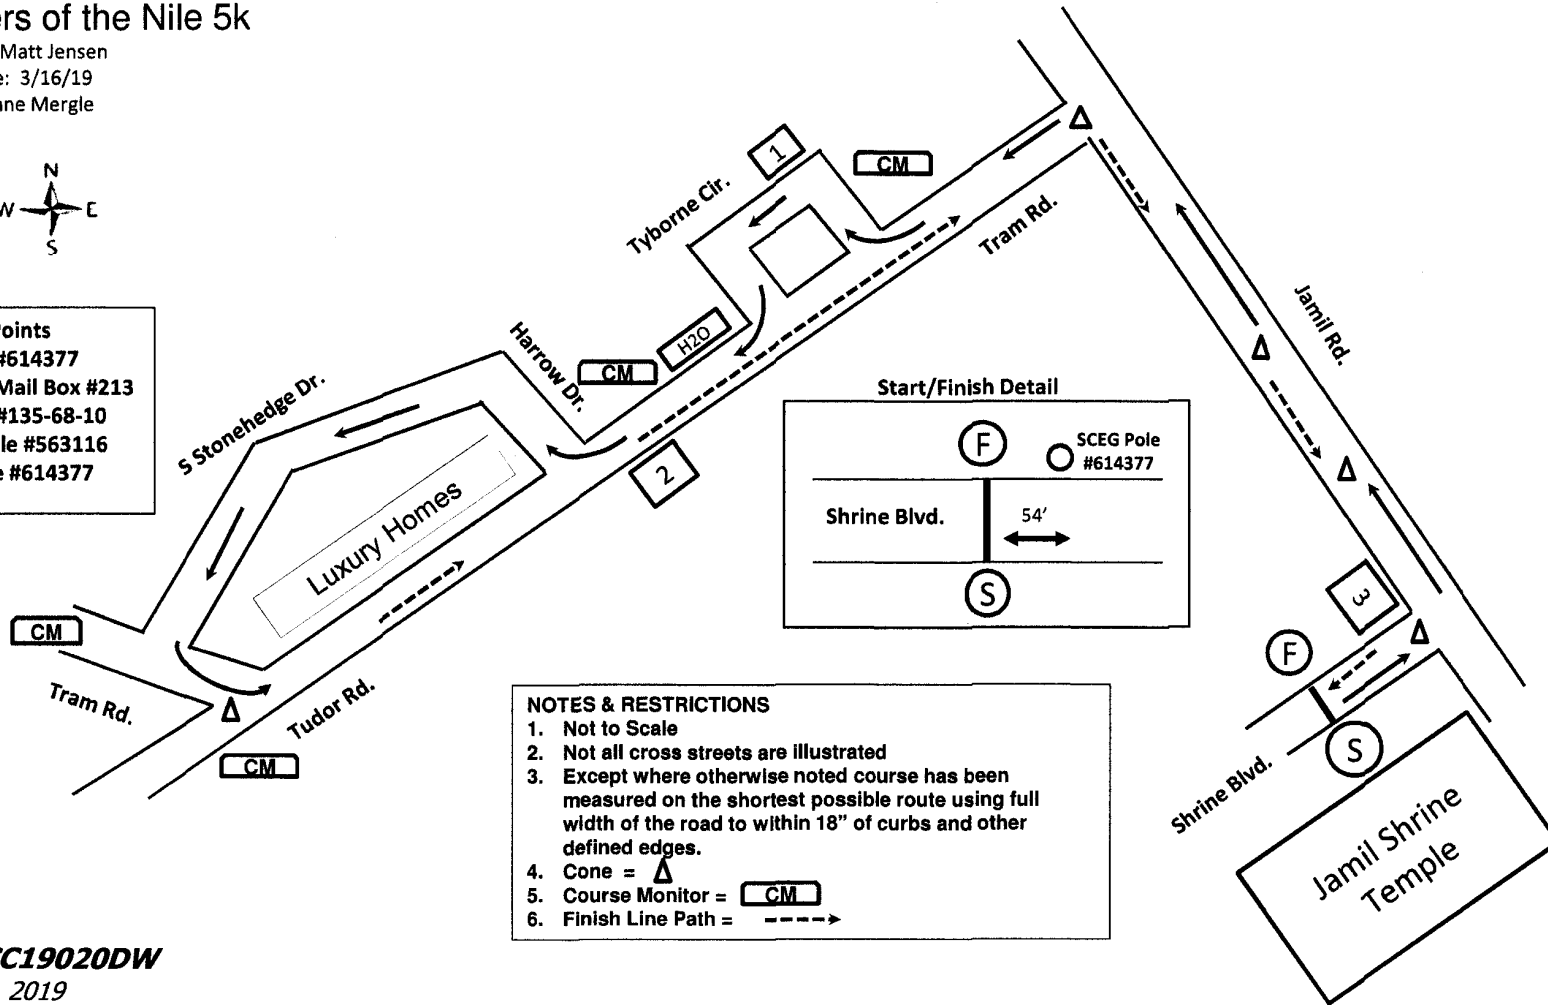 ers of the Nile 5k
Matt Jensen
e: 3/16/19
ane Mergle
N
W E
S
Points
#614377
Mail Box #213
#135-68-10
le #563116
e #614377
1
CM
Tyborne Cir.
Tram Rd.
Jamil Rd.
H2O
Harrow Dr.
CM
S Stonehedge Dr.
2
Luxury Homes
CM
Tram Rd.
Tudor Rd.
CM
Start/Finish Detail
F
SCEG Pole
#614377
Shrine Blvd.
54'
S
3
F
S
Shrine Blvd.
Jamil Shrine
Temple
NOTES & RESTRICTIONS
1. Not to Scale
2. Not all cross streets are illustrated
3. Except where otherwise noted course has been
measured on the shortest possible route using full
width of the road to within 18" of curbs and other
defined edges.
4. Cone =
5. Course Monitor = CM
6. Finish Line Path =
C19020DW
2019